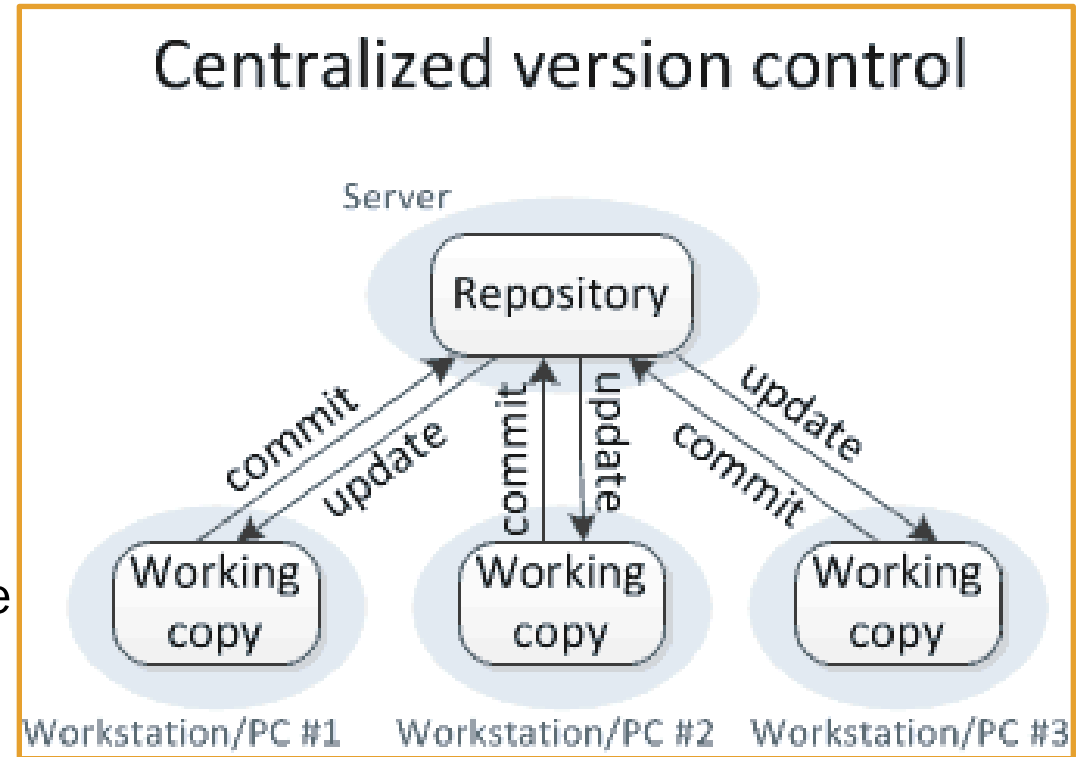 Centralized version control
Server
Repository
commit
update
commit
update
commit
update
Working
copy
Working
copy
Working
copy
e
Workstation/PC #1
Workstation/PC #2
Workstation/PC #3